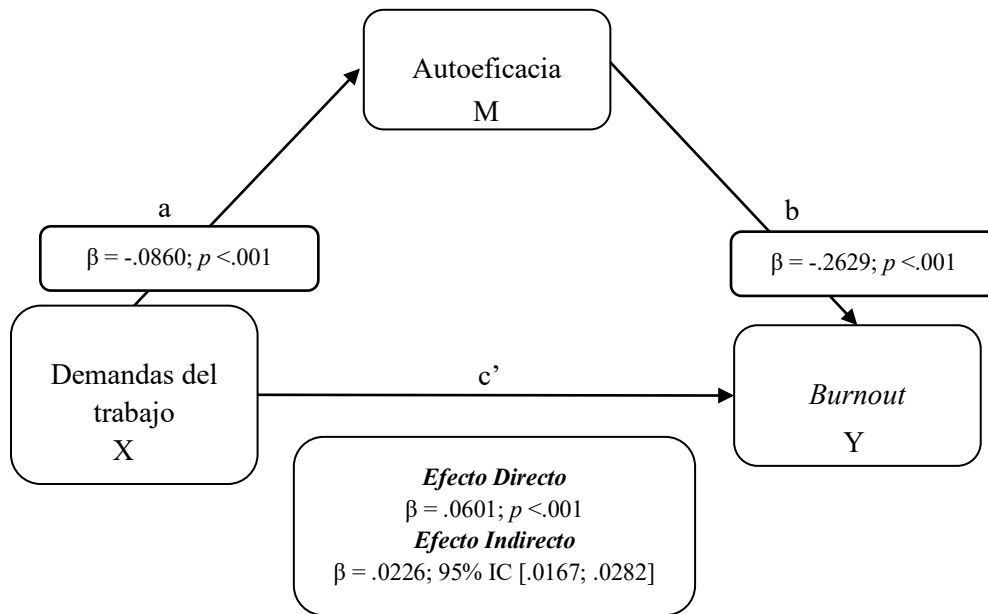 Autoeficacia
M
a
b
β = -.0860; p <.001
β = -.2629; p <.001
Demandas del
trabajo
X
c’
Burnout
Y
Efecto Directo
β = .0601; p <.001
Efecto Indirecto
β = .0226; 95% IC [.0167; .0282]